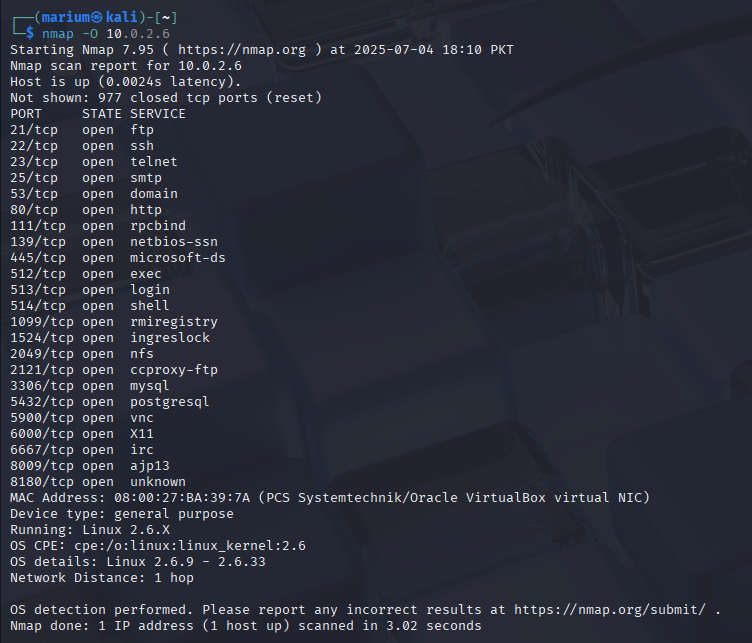 ┌──(marium㉿kali)-[~]
└─$ nmap -O 10.0.2.6
Starting Nmap 7.95 ( https://nmap.org ) at 2025-07-04 18:10 PKT
Nmap scan report for 10.0.2.6
Host is up (0.0024s latency).
Not shown: 977 closed tcp ports (reset)
PORT     STATE SERVICE
21/tcp   open  ftp
22/tcp   open  ssh
23/tcp   open  telnet
25/tcp   open  smtp
53/tcp   open  domain
80/tcp   open  http
111/tcp  open  rpcbind
139/tcp  open  netbios-ssn
445/tcp  open  microsoft-ds
512/tcp  open  exec
513/tcp  open  login
514/tcp  open  shell
1099/tcp open  rmiregistry
1524/tcp open  ingreslock
2049/tcp open  nfs
2121/tcp open  ccproxy-ftp
3306/tcp open  mysql
5432/tcp open  postgresql
5900/tcp open  vnc
6000/tcp open  X11
6667/tcp open  irc
8009/tcp open  ajp13
8180/tcp open  unknown
MAC Address: 08:00:27:BA:39:7A (PCS Systemtechnik/Oracle VirtualBox virtual NIC)
Device type: general purpose
Running: Linux 2.6.X
OS CPE: cpe:/o:linux:linux_kernel:2.6
OS details: Linux 2.6.9 - 2.6.33
Network Distance: 1 hop

OS detection performed. Please report any incorrect results at https://nmap.org/submit/ .
Nmap done: 1 IP address (1 host up) scanned in 3.02 seconds